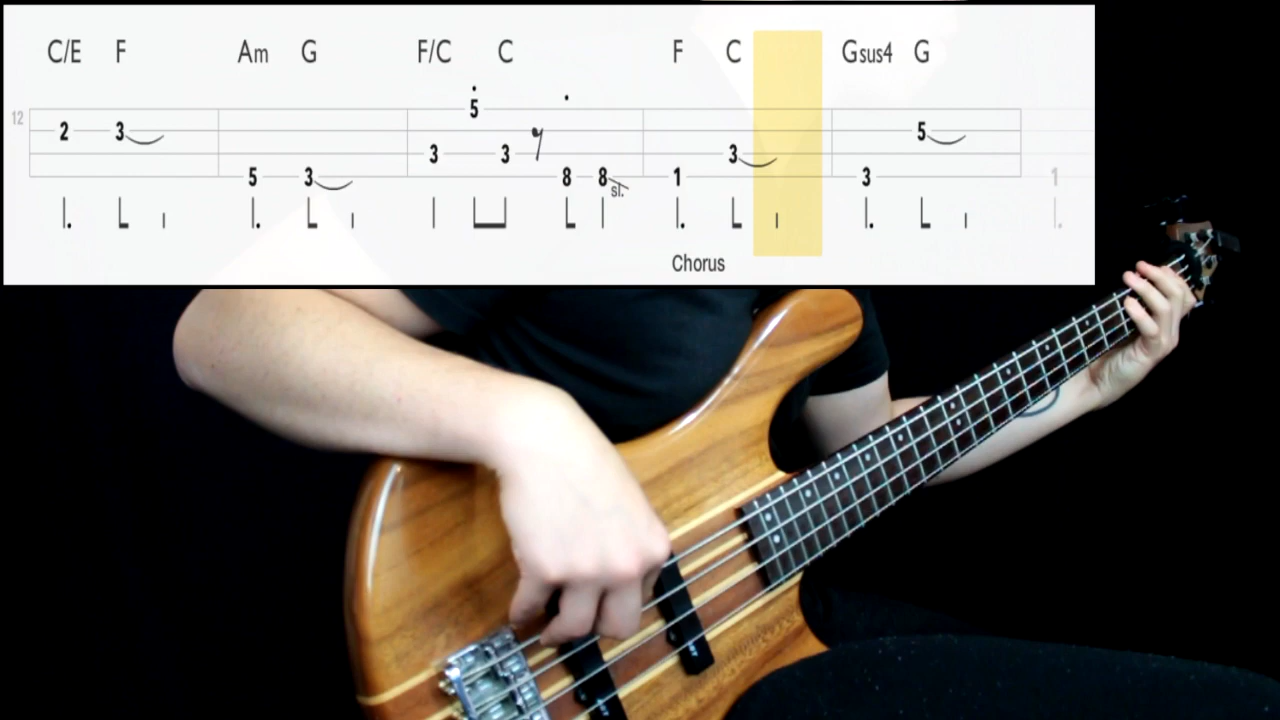 C/E F Am G F/C C F C Gsus4 G
12
5
2 3 5
3 3 3
5 3 8 8 1 3 1
sl.
Chorus